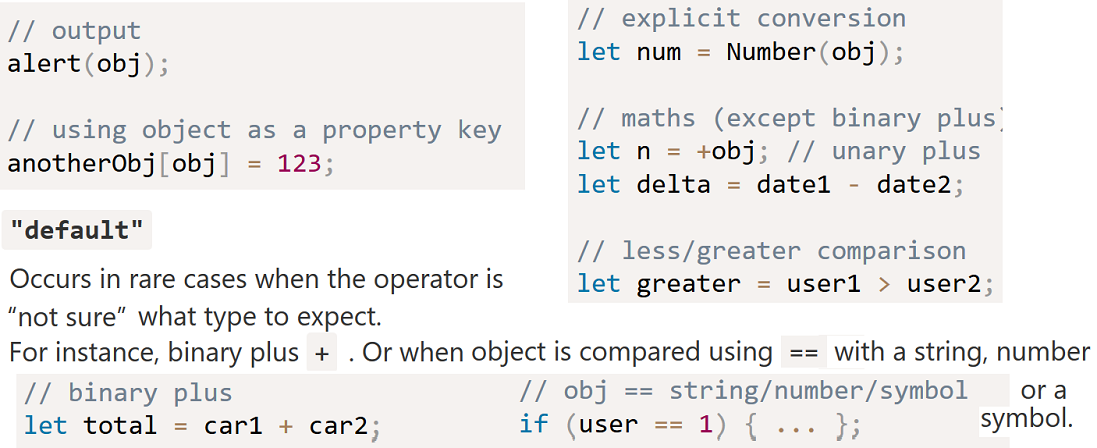 // output
alert(obj);
// using object as a property key
anotherObj[obj] = 123;
// explicit conversion
let num = Number(obj);
// maths (except binary plus)
let n = +obj; // unary plus
let delta = date1 - date2;
// less/greater comparison
let greater = user1 > user2;
"default"
Occurs in rare cases when the operator is
“not sure” what type to expect.
For instance, binary plus + . Or when object is compared using == with a string, number
or a
symbol.
// binary plus
let total = car1 + car2;
// obj == string/number/symbol
if (user == 1) { ... };